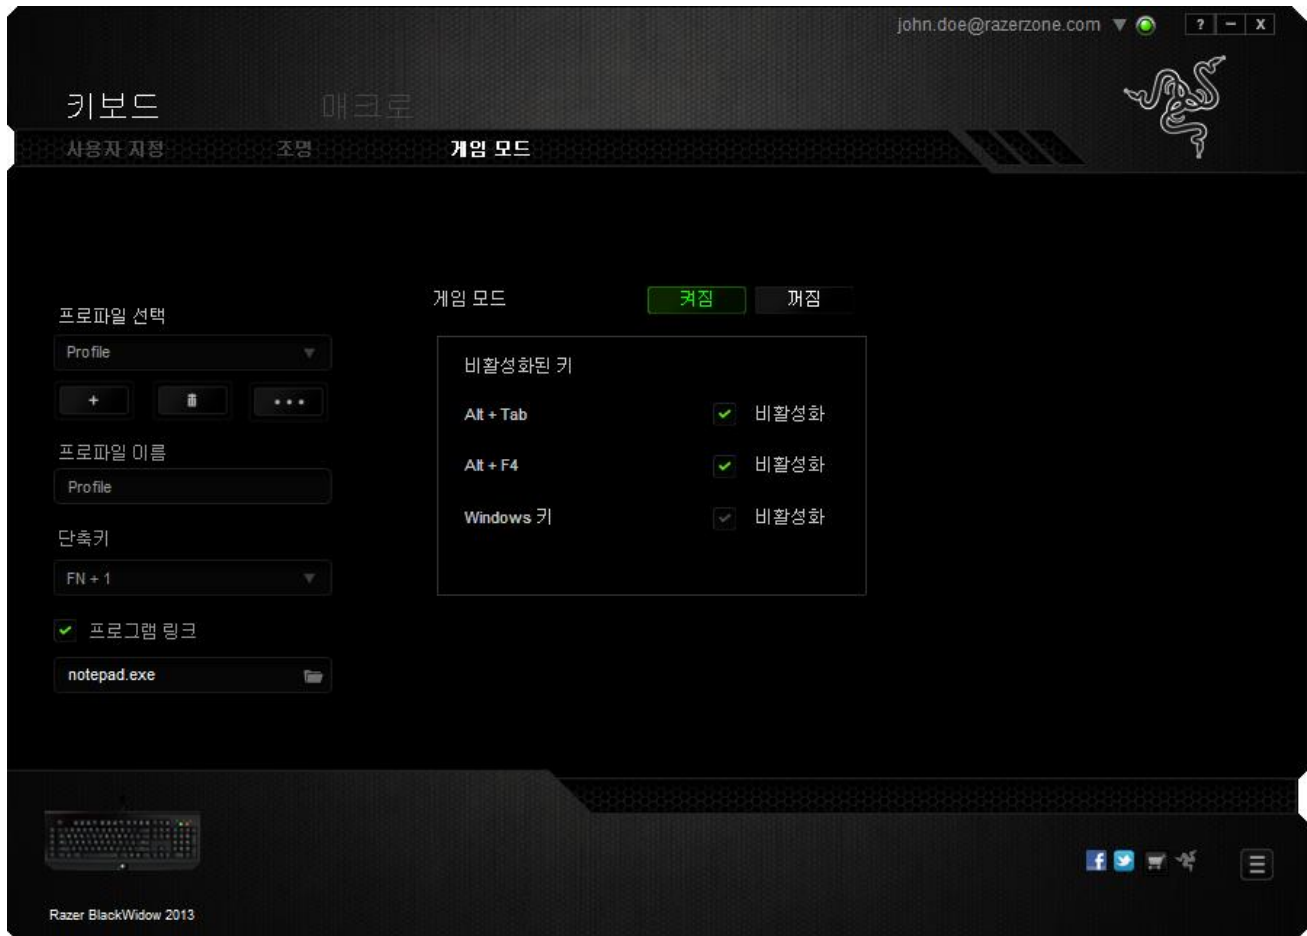 john.doe@razerzone.com
? – X
키보드 매크로
사용자 지정 조명 게임 모드
프로파일 선택
Profile
+
프로파일 이름
Profile
단축키
FN + 1
프로그램 링크
notepad.exe
게임 모드 켜짐 꺼짐
비활성화된 키
Alt + Tab 비활성화
Alt + F4 비활성화
Windows 키 비활성화
Razer BlackWidow 2013